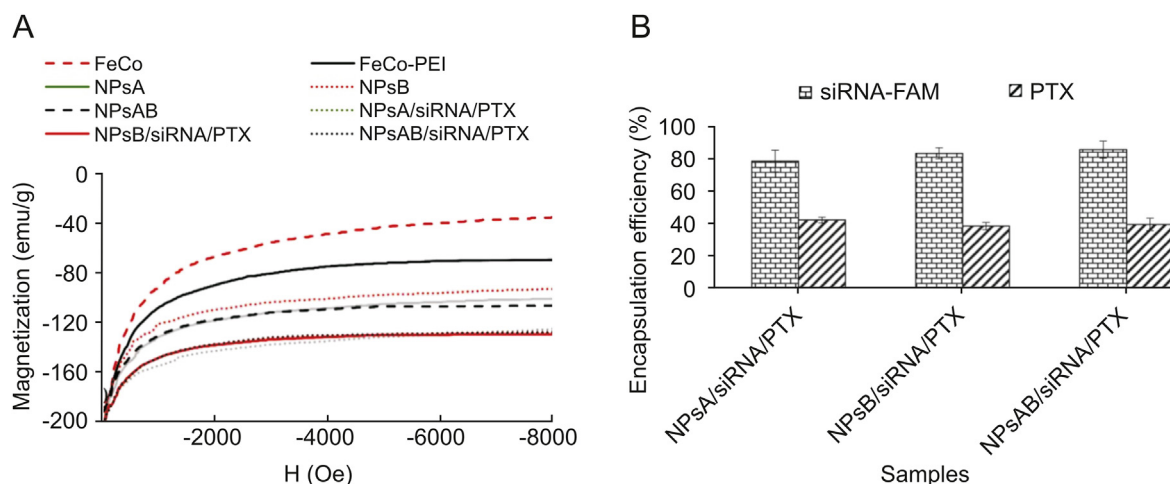 A
FeCo
FeCo-PEI
NPsA
NPsB
NPsAB
NPsA/siRNA/PTX
NPsB/siRNA/PTX
NPsAB/siRNA/PTX
Magnetization (emu/g)
0
-40
-80
-120
-160
-200
-2000
-4000
-6000
-8000
H (Oe)
B
siRNA-FAM
PTX
Encapsulation efficiency (%)
100
80
60
40
20
0
NPsA/siRNA/PTX
NPsB/siRNA/PTX
NPsAB/siRNA/PTX
Samples